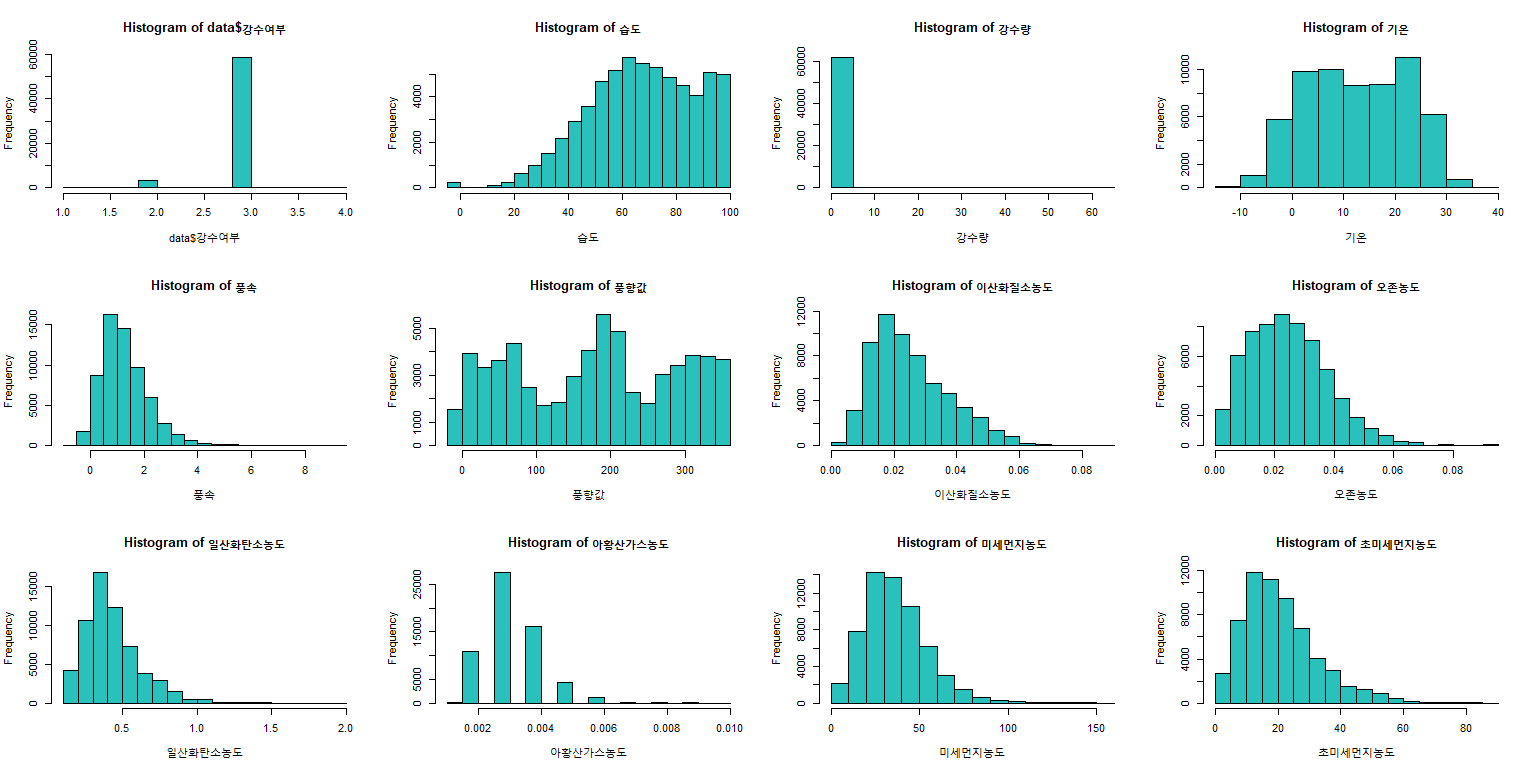 Histogram of data$강수여부
Frequency
0 20000 40000 60000
1.0 1.5 2.0 2.5 3.0 3.5 4.0
data$강수여부
Histogram of 습도
Frequency
0 2000 4000
0 20 40 60 80 100
습도
Histogram of 강수량
Frequency
0 20000 40000 60000
0 10 20 30 40 50 60
강수량
Histogram of 기온
Frequency
0 2000 6000 10000
-10 0 10 20 30 40
기온
Histogram of 풍속
Frequency
0 5000 10000 15000
0 2 4 6 8
풍속
Histogram of 풍향값
Frequency
0 1000 3000 5000
0 100 200 300
풍향값
Histogram of 이산화질소농도
Frequency
0 4000 8000 12000
0.00 0.02 0.04 0.06 0.08
이산화질소농도
Histogram of 오존농도
Frequency
0 2000 6000
0.00 0.02 0.04 0.06 0.08
오존농도
Histogram of 일산화탄소농도
Frequency
0 5000 10000 15000
0.5 1.0 1.5 2.0
일산화탄소농도
Histogram of 아황산가스농도
Frequency
0 5000 15000 25000
0.002 0.004 0.006 0.008 0.010
아황산가스농도
Histogram of 미세먼지농도
Frequency
0 4000 8000 12000
0 50 100 150
미세먼지농도
Histogram of 초미세먼지농도
Frequency
0 4000 8000 12000
0 20 40 60 80
초미세먼지농도